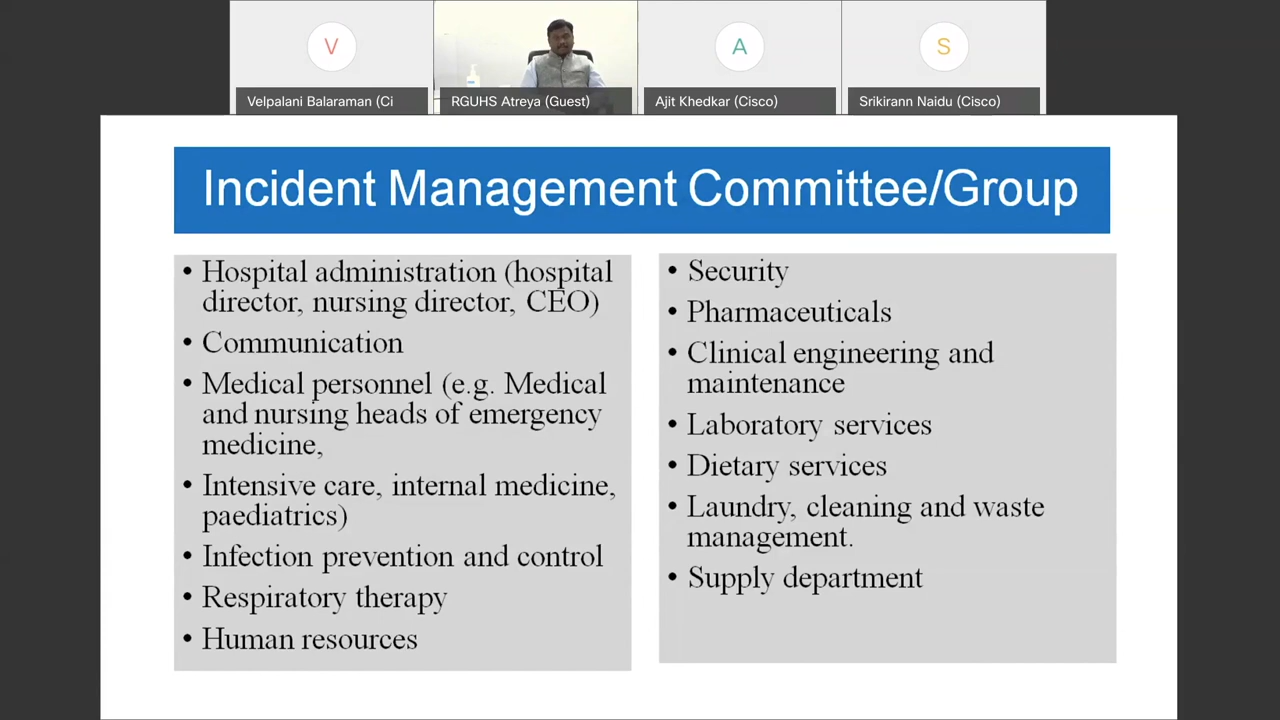 V
A
S
Velpalani Balaraman (Ci
RGUHS Atreya (Guest)
Ajit Khedkar (Cisco)
Srikirann Naidu (Cisco)
Incident Management Committee/Group
• Hospital administration (hospital
director, nursing director, CEO)
• Communication
• Medical personnel (e.g. Medical
and nursing heads of emergency
medicine,
• Intensive care, internal medicine,
paediatrics)
• Infection prevention and control
• Respiratory therapy
• Human resources
• Security
• Pharmaceuticals
• Clinical engineering and
maintenance
• Laboratory services
• Dietary services
• Laundry, cleaning and waste
management.
• Supply department